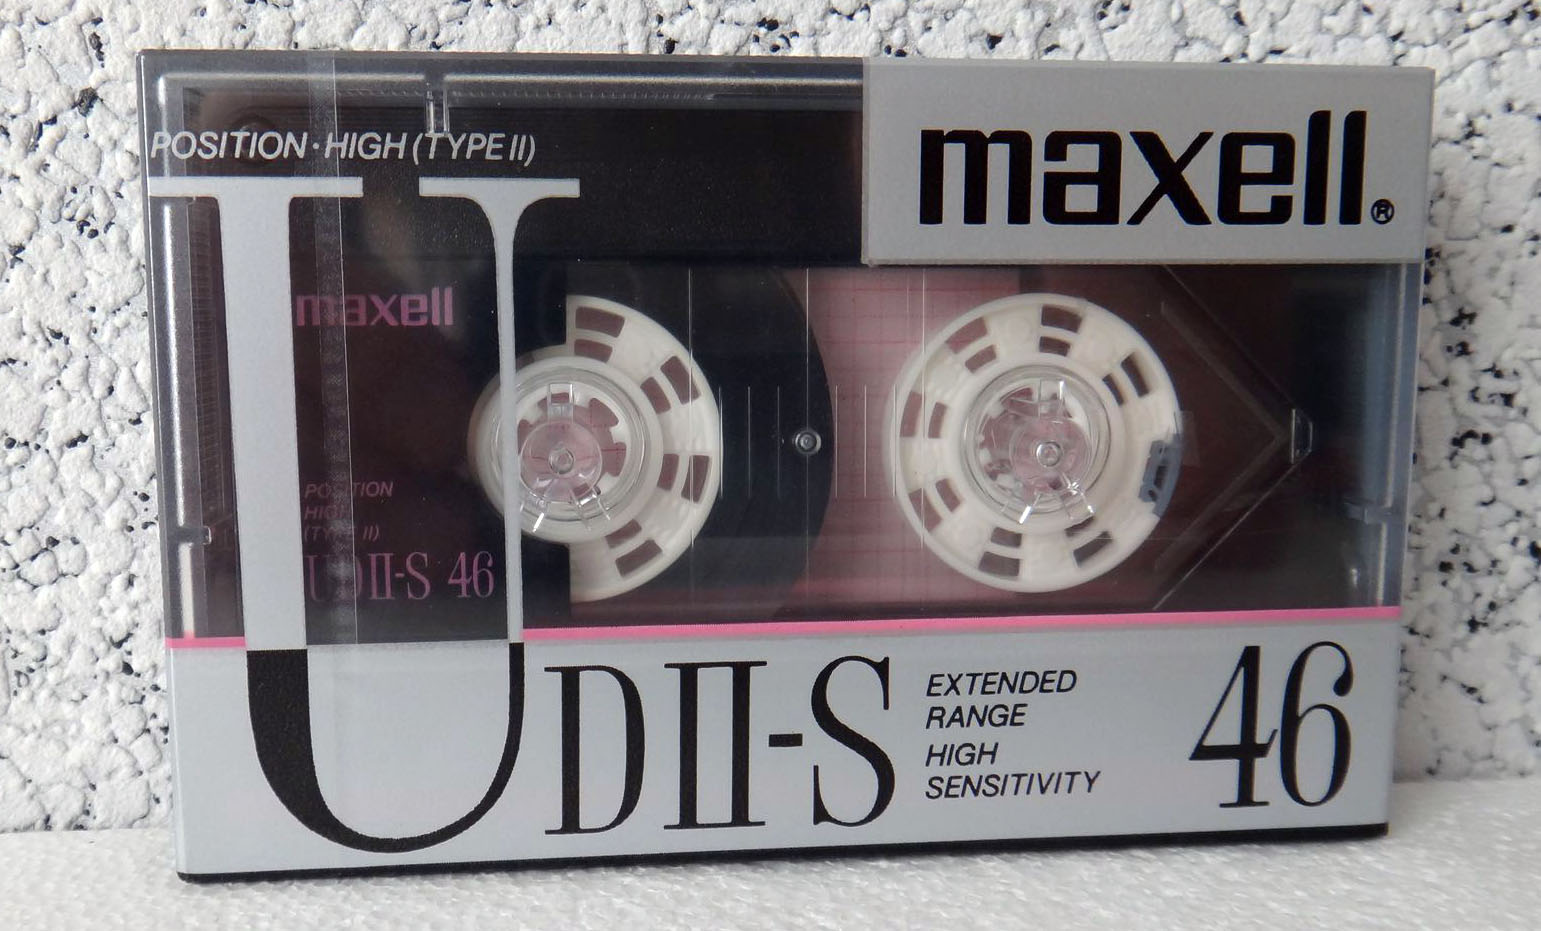 POSITION·HIGH (TYPE II)
maxell®
maxell
POSITION
HIGH
(TYPE II)
UDII-S 46
UDII-S
EXTENDED
RANGE
HIGH
SENSITIVITY
46